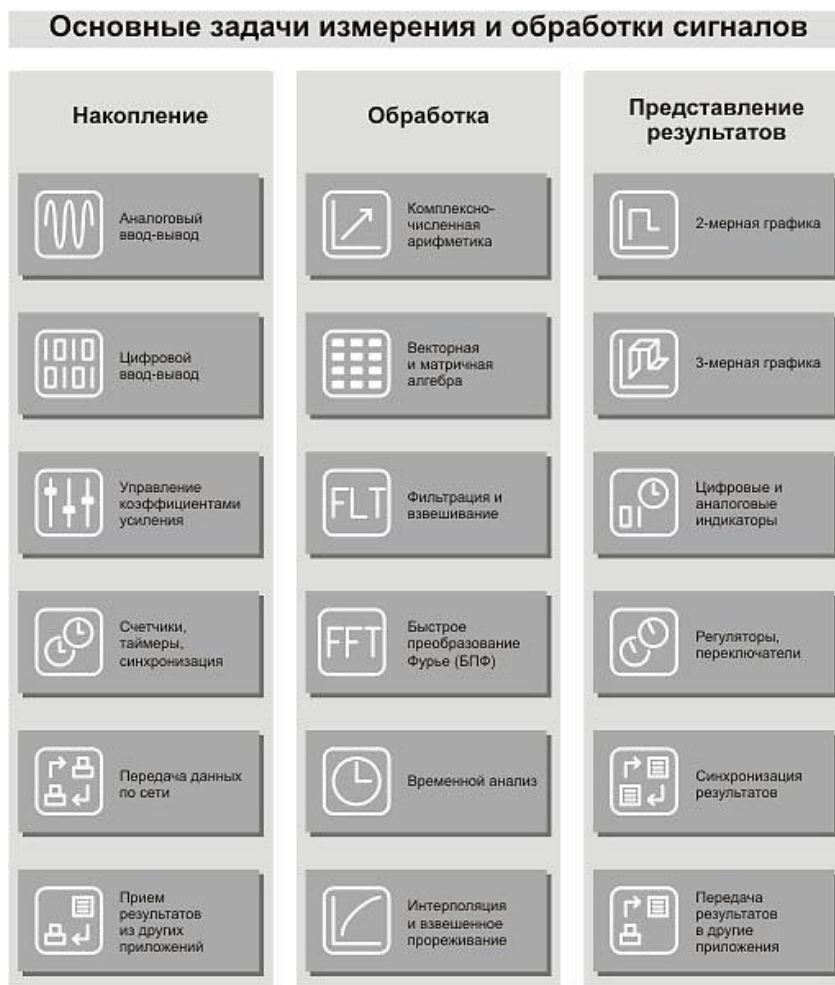 Основные задачи измерения и обработки сигналов
Накопление
Аналоговый
ввод-вывод
Цифровой
ввод-вывод
Управление
коэффициентами
усиления
Счетчики,
таймеры,
синхронизация
Передача данных
по сети
Прием
результатов
из других
приложений
Обработка
Комплексно-
численная
арифметика
Векторная
и матричная
алгебра
FLT
Фильтрация и
взвешивание
FFT
Быстрое
преобразование
Фурье (БПФ)
Временной анализ
Интерполяция
и взвешенное
прореживание
Представление
результатов
2-мерная графика
3-мерная графика
Цифровые и
аналоговые
индикаторы
Регуляторы,
переключатели
Синхронизация
результатов
Передача
результатов
в другие
приложения